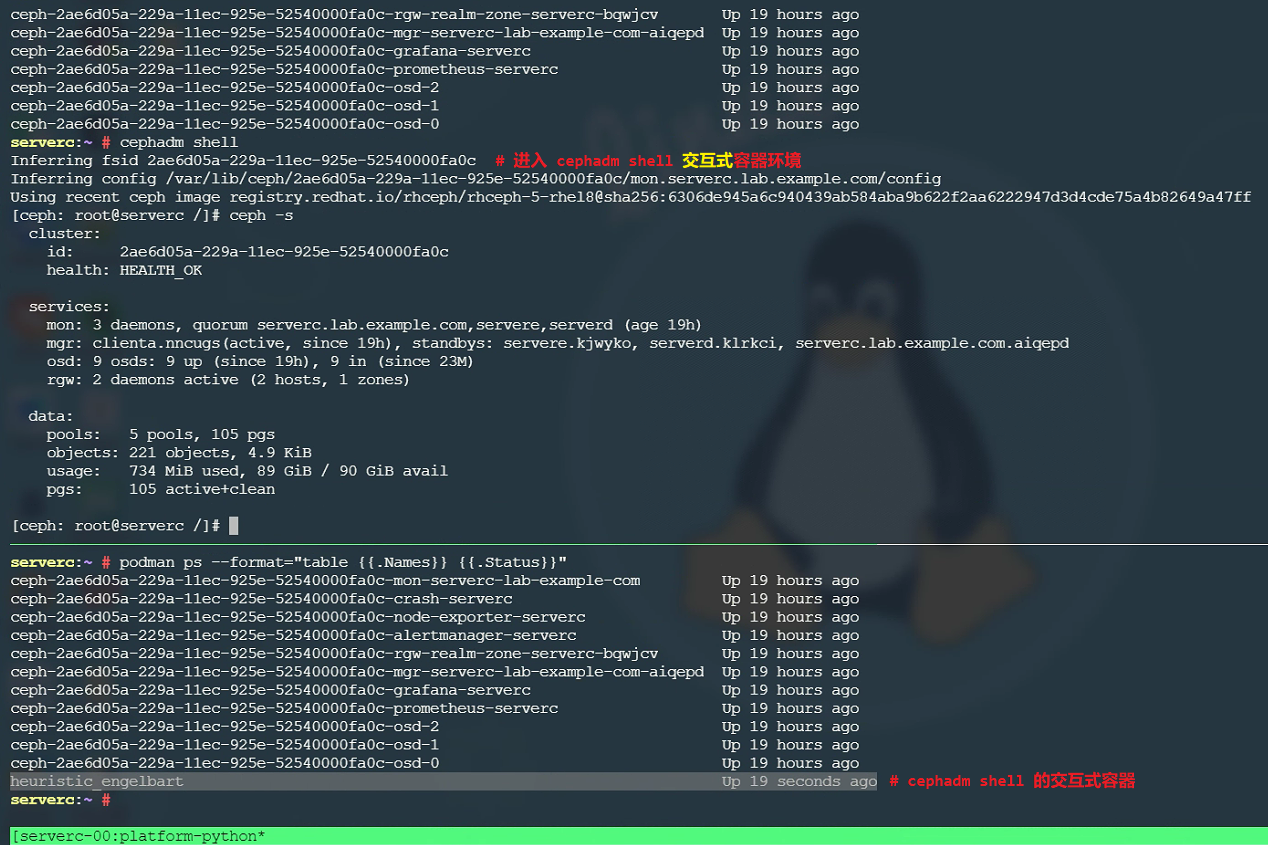 ceph-2ae6d05a-229a-11ec-925e-52540000fa0c-rgw-realm-zone-serverc-bqwjcv       Up 19 hours ago
ceph-2ae6d05a-229a-11ec-925e-52540000fa0c-mgr-serverc-lab-example-com-aiqepd  Up 19 hours ago
ceph-2ae6d05a-229a-11ec-925e-52540000fa0c-grafana-serverc                     Up 19 hours ago
ceph-2ae6d05a-229a-11ec-925e-52540000fa0c-prometheus-serverc                  Up 19 hours ago
ceph-2ae6d05a-229a-11ec-925e-52540000fa0c-osd-2                               Up 19 hours ago
ceph-2ae6d05a-229a-11ec-925e-52540000fa0c-osd-1                               Up 19 hours ago
ceph-2ae6d05a-229a-11ec-925e-52540000fa0c-osd-0                               Up 19 hours ago
serverc:~ # cephadm shell
Inferring fsid 2ae6d05a-229a-11ec-925e-52540000fa0c  # 进入 cephadm shell 交互式容器环境
Inferring config /var/lib/ceph/2ae6d05a-229a-11ec-925e-52540000fa0c/mon.serverc.lab.example.com/config
Using recent ceph image registry.redhat.io/rhceph/rhceph-5-rhel8@sha256:6306de945a6c940439ab584aba9b622f2aa6222947d3d4cde75a4b82649a47ff
[ceph: root@serverc /]# ceph -s
  cluster:
    id:     2ae6d05a-229a-11ec-925e-52540000fa0c
    health: HEALTH_OK

  services:
    mon: 3 daemons, quorum serverc.lab.example.com,servere,serverd (age 19h)
    mgr: clienta.nncugs(active, since 19h), standbys: servere.kjwyko, serverd.klrkci, serverc.lab.example.com.aiqepd
    osd: 9 osds: 9 up (since 19h), 9 in (since 23M)
    rgw: 2 daemons active (2 hosts, 1 zones)

  data:
    pools:   5 pools, 105 pgs
    objects: 221 objects, 4.9 KiB
    usage:   734 MiB used, 89 GiB / 90 GiB avail
    pgs:     105 active+clean

[ceph: root@serverc /]#
serverc:~ # podman ps --format="table {{.Names}} {{.Status}}"
ceph-2ae6d05a-229a-11ec-925e-52540000fa0c-mon-serverc-lab-example-com         Up 19 hours ago
ceph-2ae6d05a-229a-11ec-925e-52540000fa0c-crash-serverc                       Up 19 hours ago
ceph-2ae6d05a-229a-11ec-925e-52540000fa0c-node-exporter-serverc               Up 19 hours ago
ceph-2ae6d05a-229a-11ec-925e-52540000fa0c-alertmanager-serverc                Up 19 hours ago
ceph-2ae6d05a-229a-11ec-925e-52540000fa0c-rgw-realm-zone-serverc-bqwjcv       Up 19 hours ago
ceph-2ae6d05a-229a-11ec-925e-52540000fa0c-mgr-serverc-lab-example-com-aiqepd  Up 19 hours ago
ceph-2ae6d05a-229a-11ec-925e-52540000fa0c-grafana-serverc                     Up 19 hours ago
ceph-2ae6d05a-229a-11ec-925e-52540000fa0c-prometheus-serverc                  Up 19 hours ago
ceph-2ae6d05a-229a-11ec-925e-52540000fa0c-osd-2                               Up 19 hours ago
ceph-2ae6d05a-229a-11ec-925e-52540000fa0c-osd-1                               Up 19 hours ago
ceph-2ae6d05a-229a-11ec-925e-52540000fa0c-osd-0                               Up 19 hours ago
heuristic_engelbart                                                           Up 19 seconds ago  # cephadm shell 的交互式容器
serverc:~ #
[serverc-00:platform-python*